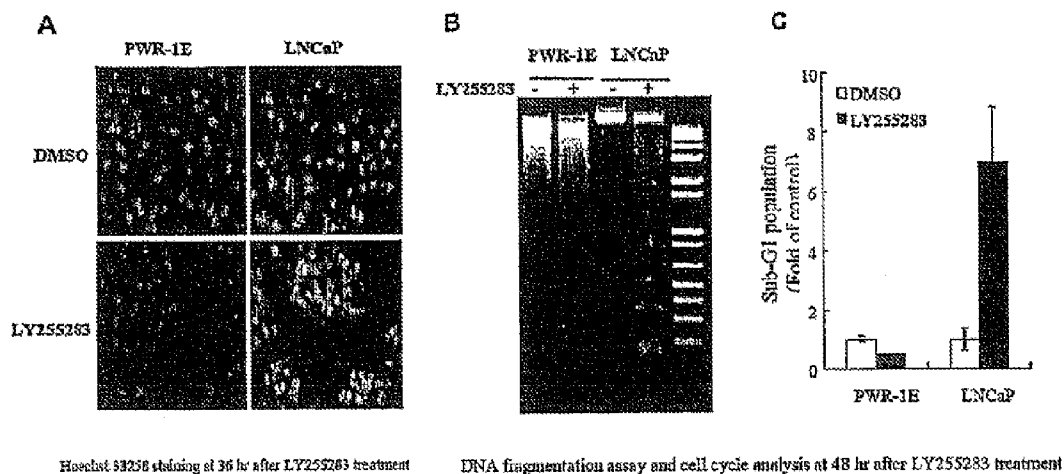 A
PWR-1E LNCaP
DMSO
LY255283
Hoechst 33258 staining at 36 hr after LY255283 treatment
B
PWR-1E LNCaP
LY255283 - + - +
C
DMSO
LY255283
Sub-G1 population
(Fold of control)
10
8
6
4
2
0
PWR-1E LNCaP
DNA fragmentation assay and cell cycle analysis at 48 hr after LY255283 treatment